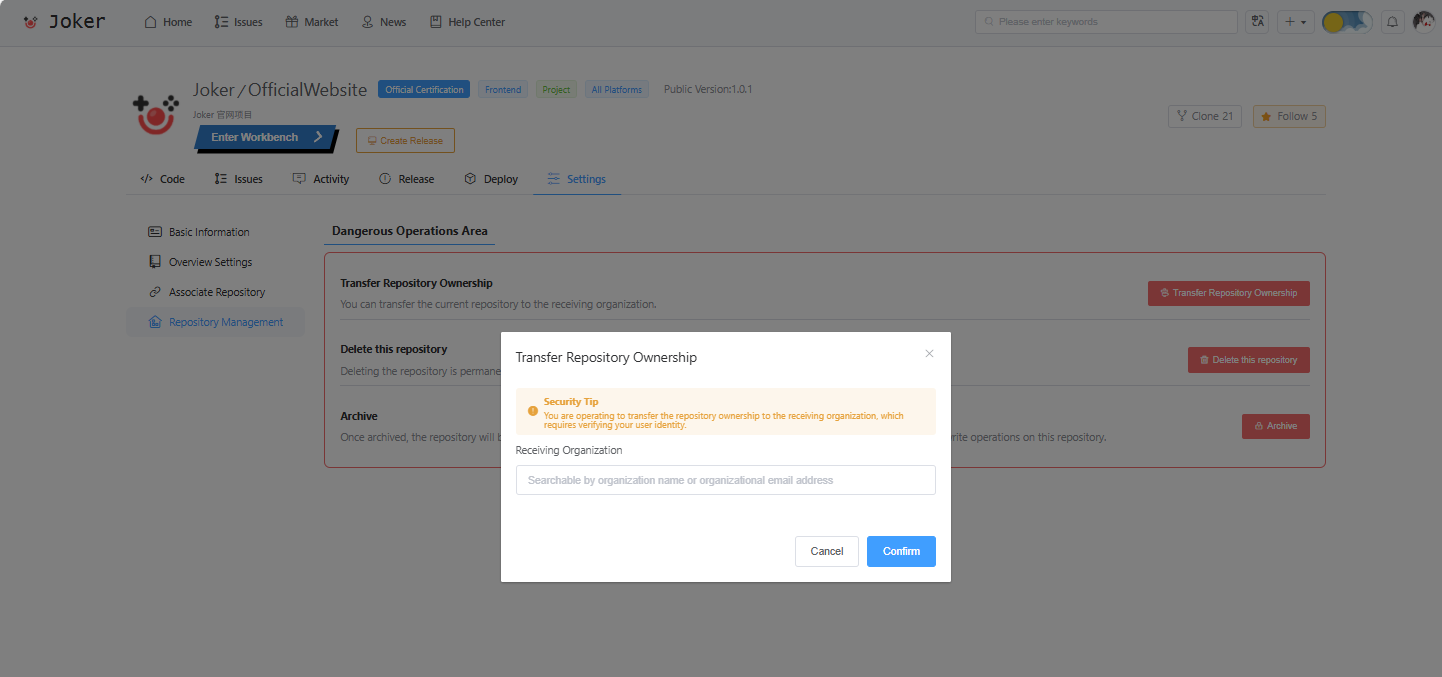 Joker
Home
Issues
Market
News
Help Center
Please enter keywords
Joker / OfficialWebsite
Official Certification
Frontend
Project
All Platforms
Public Version:1.0.1
Joker 官网项目
Enter Workbench
Create Release
Clone 21
Follow 5
Code
Issues
Activity
Release
Deploy
Settings
Basic Information
Overview Settings
Associate Repository
Repository Management
Dangerous Operations Area
Transfer Repository Ownership
You can transfer the current repository to the receiving organization.
Transfer Repository Ownership
Delete this repository
Deleting the repository is permane
Delete this repository
Archive
Once archived, the repository will b
rite operations on this repository.
Archive
Transfer Repository Ownership
Security Tip
You are operating to transfer the repository ownership to the receiving organization, which
requires verifying your user identity.
Receiving Organization
Searchable by organization name or organizational email address
Cancel
Confirm